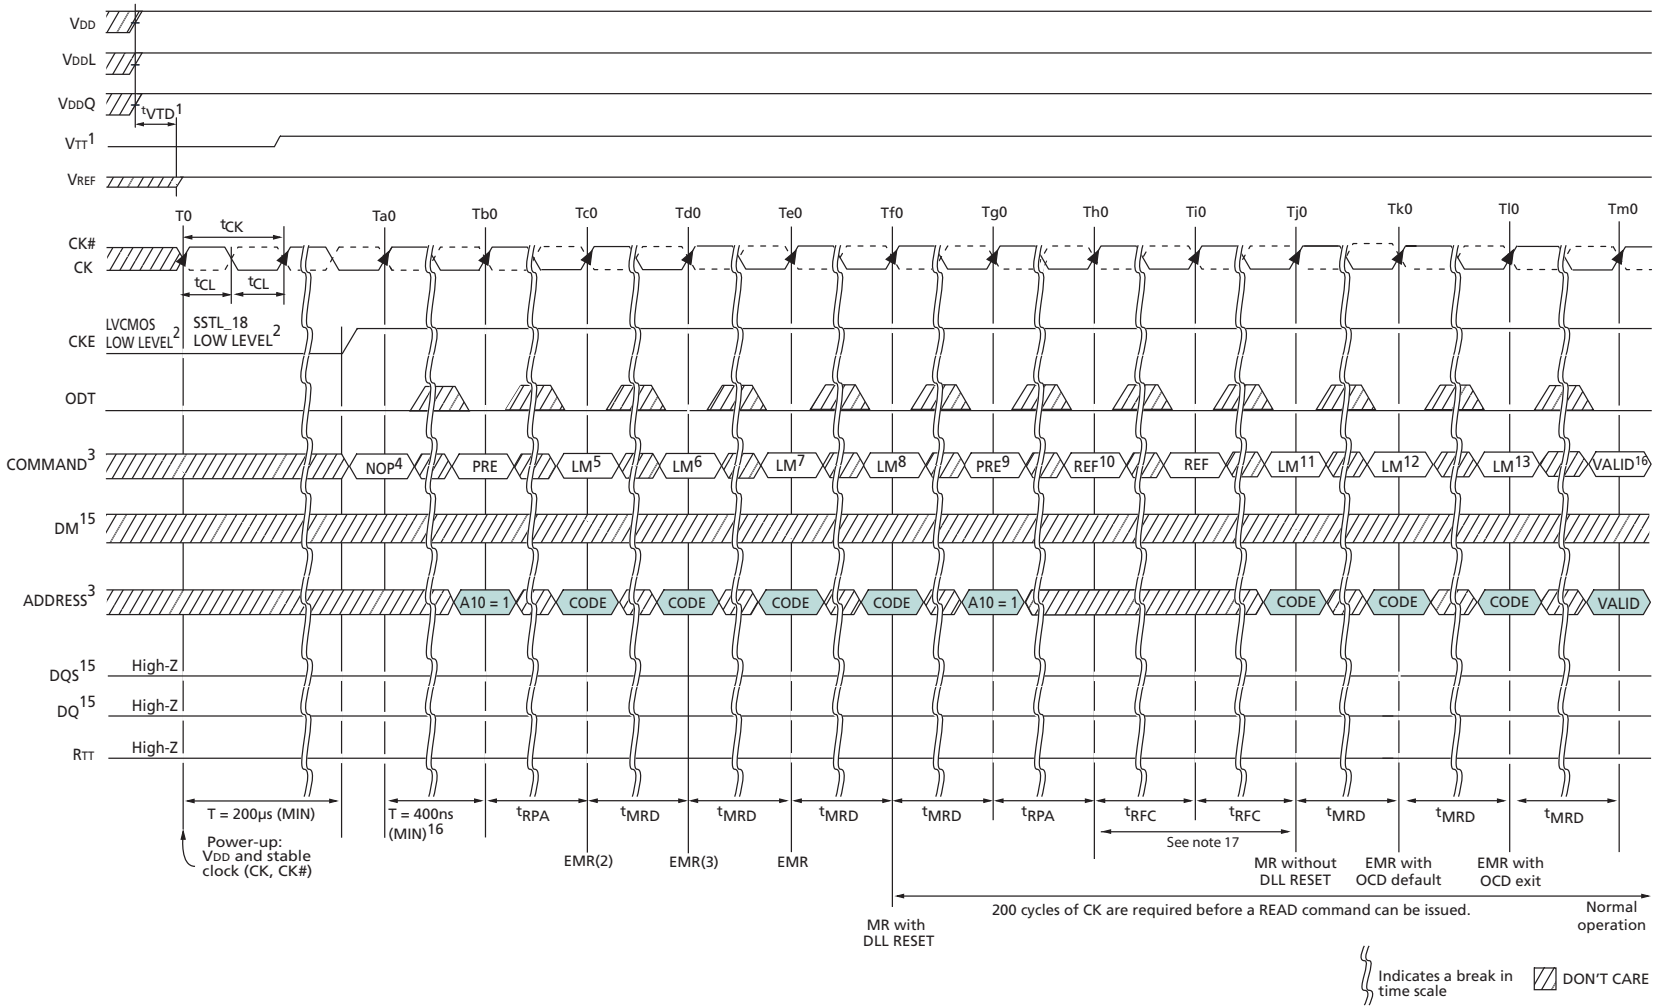 VDD
VDDL
VDDQ
tVTD1
VTT1
VREF
T0 Ta0 Tb0 Tc0 Td0 Te0 Tf0 Tg0 Th0 Ti0 Tj0 Tk0 Tl0 Tm0
tCK
CK#
CK
tCL tCL
LVCMOS SSTL_18
CKE LOW LEVEL2 LOW LEVEL2
ODT
COMMAND3 NOP4 PRE LM5 LM6 LM7 LM8 PRE9 REF10 REF LM11 LM12 LM13 VALID16
DM15
ADDRESS3 A10 = 1 CODE CODE CODE CODE A10 = 1 CODE CODE CODE VALID
DQS15 High-Z
DQ15 High-Z
RTT High-Z
T = 200µs (MIN) T = 400ns (MIN)16 tRPA tMRD tMRD tMRD tMRD tRPA tRFC tRFC tMRD tMRD tMRD
See note 17
Power-up:
VDD and stable
clock (CK, CK#)
EMR(2) EMR(3) EMR
MR without
DLL RESET
EMR with
OCD default
EMR with
OCD exit
200 cycles of CK are required before a READ command can be issued.
Normal
operation
MR with
DLL RESET
Indicates a break in
time scale
DON'T CARE